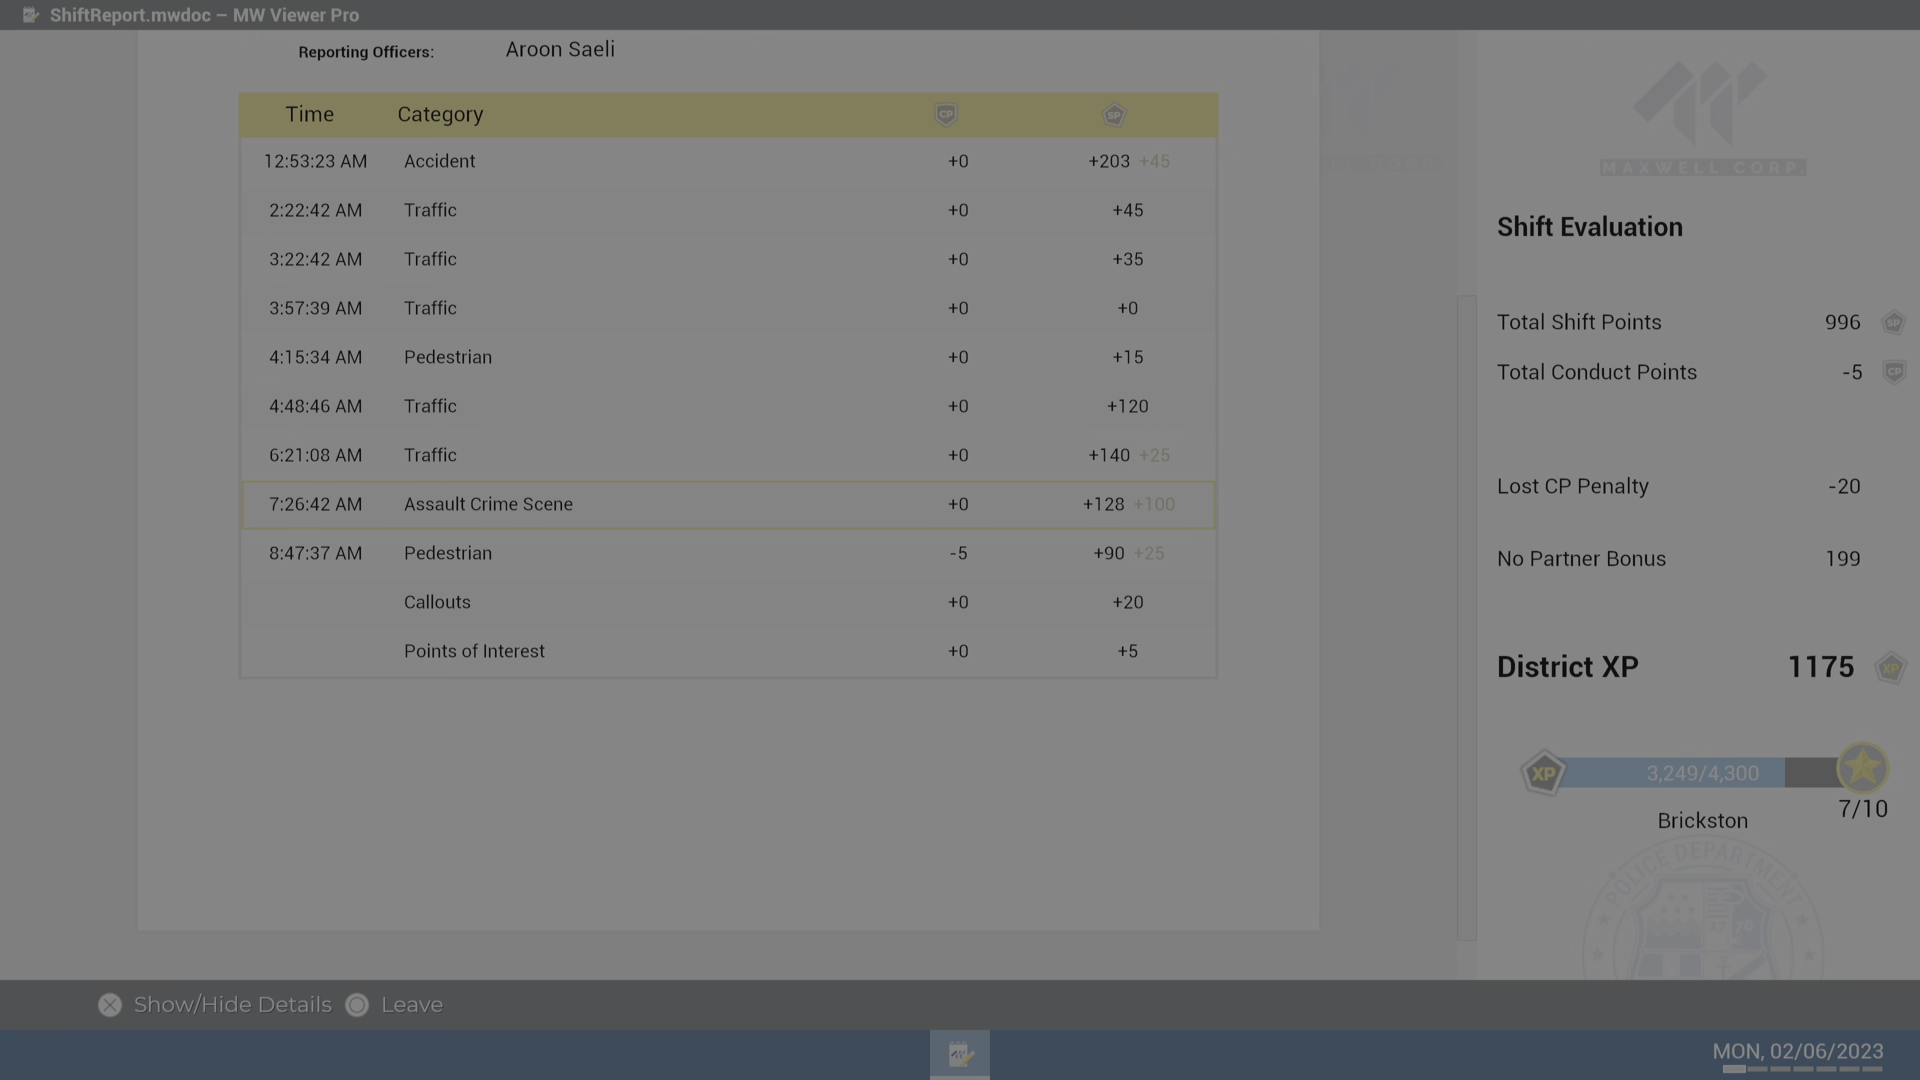 ShiftReport.mwdoc – MW Viewer Pro
Reporting Officers: Aroon Saeli
Time Category CP SP
12:53:23 AM Accident +0 +203 +45
2:22:42 AM Traffic +0 +45
3:22:42 AM Traffic +0 +35
3:57:39 AM Traffic +0 +0
4:15:34 AM Pedestrian +0 +15
4:48:46 AM Traffic +0 +120
6:21:08 AM Traffic +0 +140 +25
7:26:42 AM Assault Crime Scene +0 +128 +100
8:47:37 AM Pedestrian -5 +90 +25
Callouts +0 +20
Points of Interest +0 +5
MAXWELL CORP.
Shift Evaluation
Total Shift Points 996 SP
Total Conduct Points -5 CP
Lost CP Penalty -20
No Partner Bonus 199
District XP 1175 XP
XP 3,249/4,300
7/10
Brickston
POLICE DEPARTMENT
Show/Hide Details Leave
MON, 02/06/2023